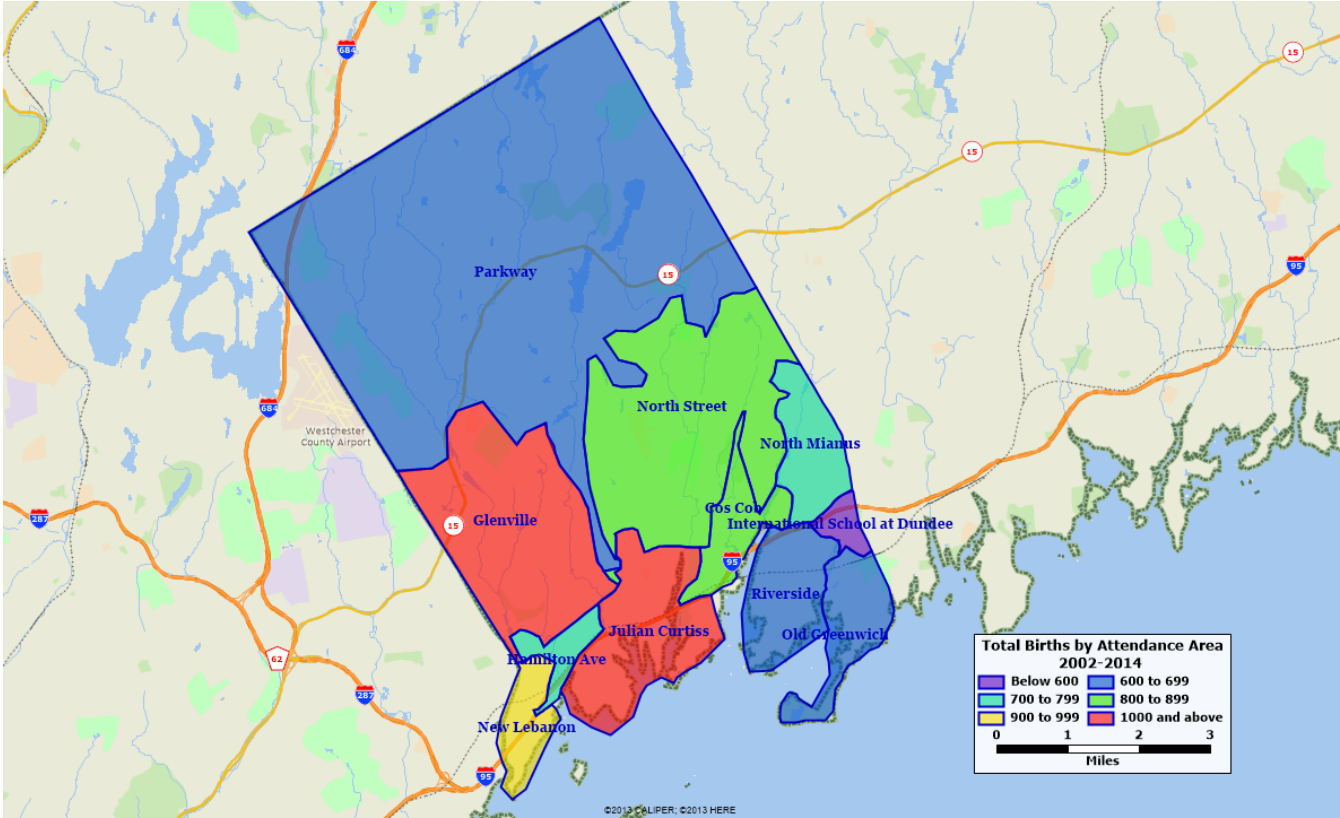 684
15
15
95
15
Parkway
684
Westchester
County Airport
North Street
North Mianus
287
15
Glenville
Cos Cob
International School at Dundee
95
Riverside
Julian Curtiss
Old Greenwich
62
Hamilton Ave
287
New Lebanon
95
Total Births by Attendance Area
2002-2014
Below 600 600 to 699
700 to 799 800 to 899
900 to 999 1000 and above
0 1 2 3
Miles
©2013 CALIPER; ©2013 HERE